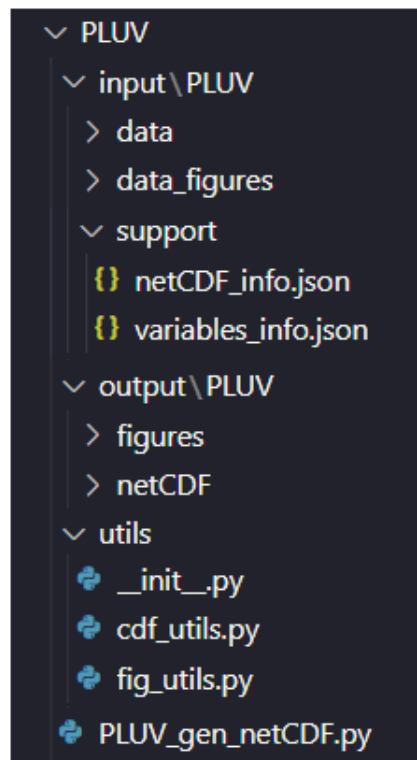 PLUV
input\PLUV
data
data_figures
support
{} netCDF_info.json
{} variables_info.json
output\PLUV
figures
netCDF
utils
__init__.py
cdf_utils.py
fig_utils.py
PLUV_gen_netCDF.py